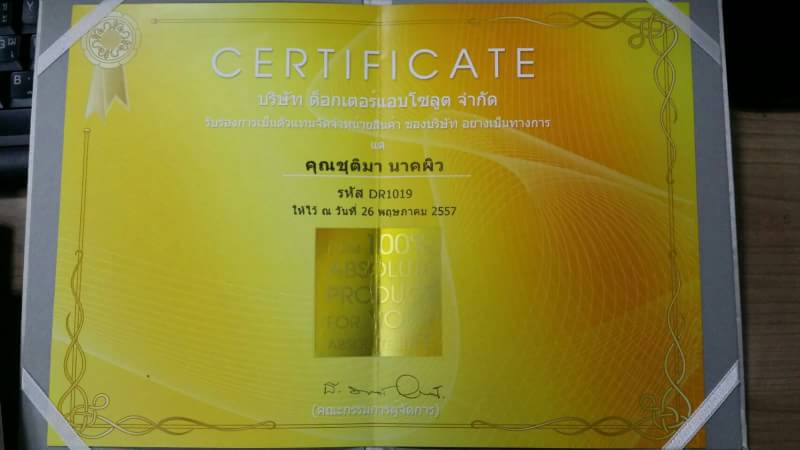 CERTIFICATE
บริษัท ด็อกเตอร์แอบโซลูต จำกัด
รับรองการเป็นตัวแทนจัดจำหน่ายสินค้า ของบริษัท อย่างเป็นทางการ
แด่
คุณชุติมา นาคผิว
รหัส DR1019
ให้ไว้ ณ วันที่ 26 พฤษภาคม 2557
100%
ABSOLUTE
PRODUCT
FOR YOUR
ABSOLUTE
(คณะกรรมการผู้จัดการ)